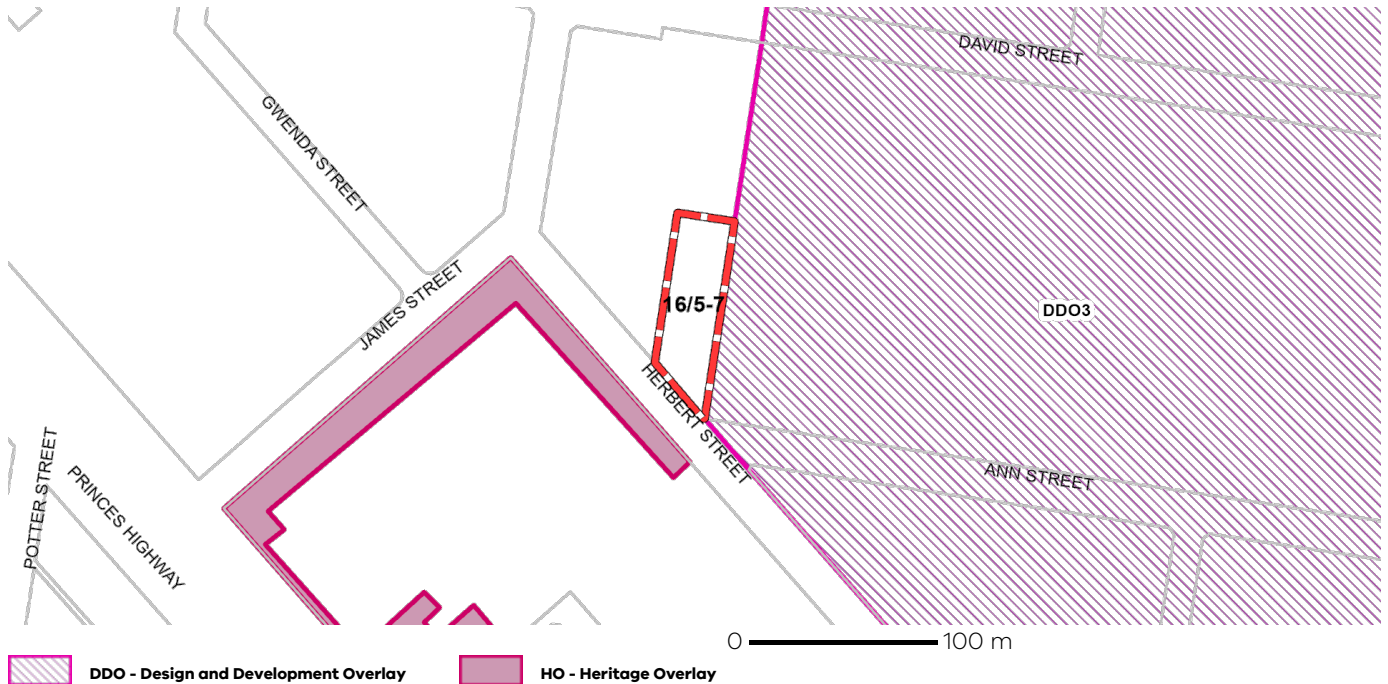 DAVID STREET
GWENDA STREET
JAMES STREET
16/5-7
DDO3
HERBERT STREET
POTTER STREET
PRINCES HIGHWAY
ANN STREET
0 100 m
DDO - Design and Development Overlay
HO - Heritage Overlay